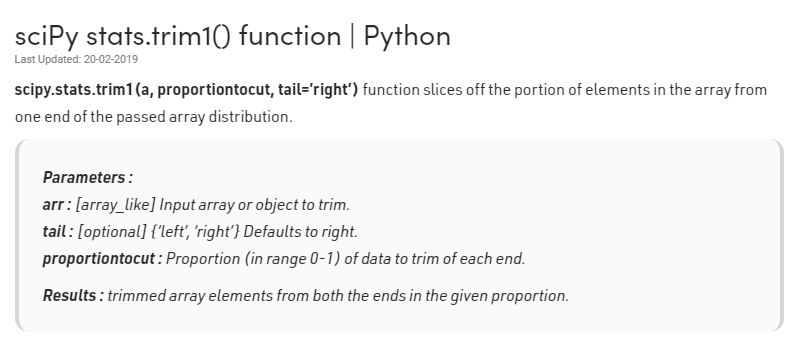 sciPy stats.trim1() function | Python
Last Updated: 20-02-2019
scipy.stats.trim1(a, proportiontocut, tail=’right’) function slices off the portion of elements in the array from
one end of the passed array distribution.
Parameters :
arr : [array_like] Input array or object to trim.
tail : [optional] {‘left’, ‘right’} Defaults to right.
proportiontocut : Proportion (in range 0-1) of data to trim of each end.
Results : trimmed array elements from both the ends in the given proportion.